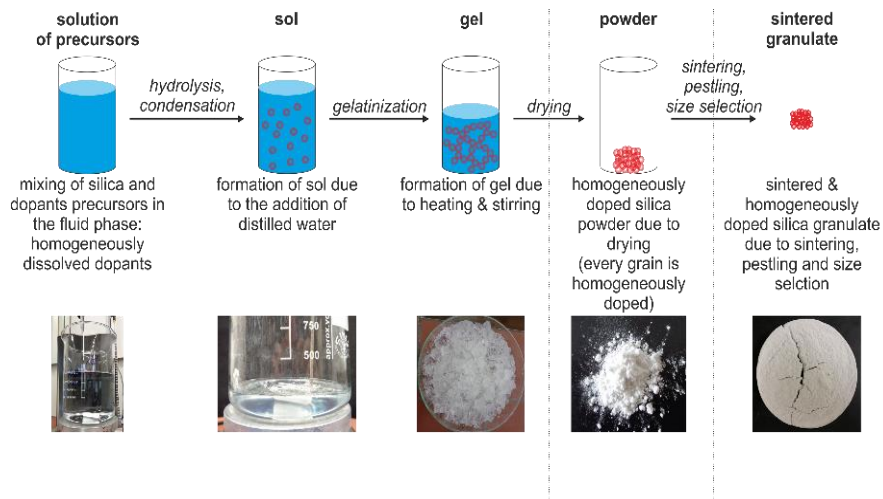 solution
of precursors
sol
gel
powder
sintered
granulate
hydrolysis,
condensation
gelatinization
drying
sintering,
pestling,
size selection
mixing of silica and
dopants precursors in
the fluid phase:
homogeneously
dissolved dopants
formation of sol due
to the addition of
distilled water
formation of gel due
to heating & stirring
homogeneously
doped silica
powder due to
drying
(every grain is
homogeneously
doped)
sintered &
homogeneously
doped silica granulate
due to sintering,
pestling and size
selction
750
500
approx.vo